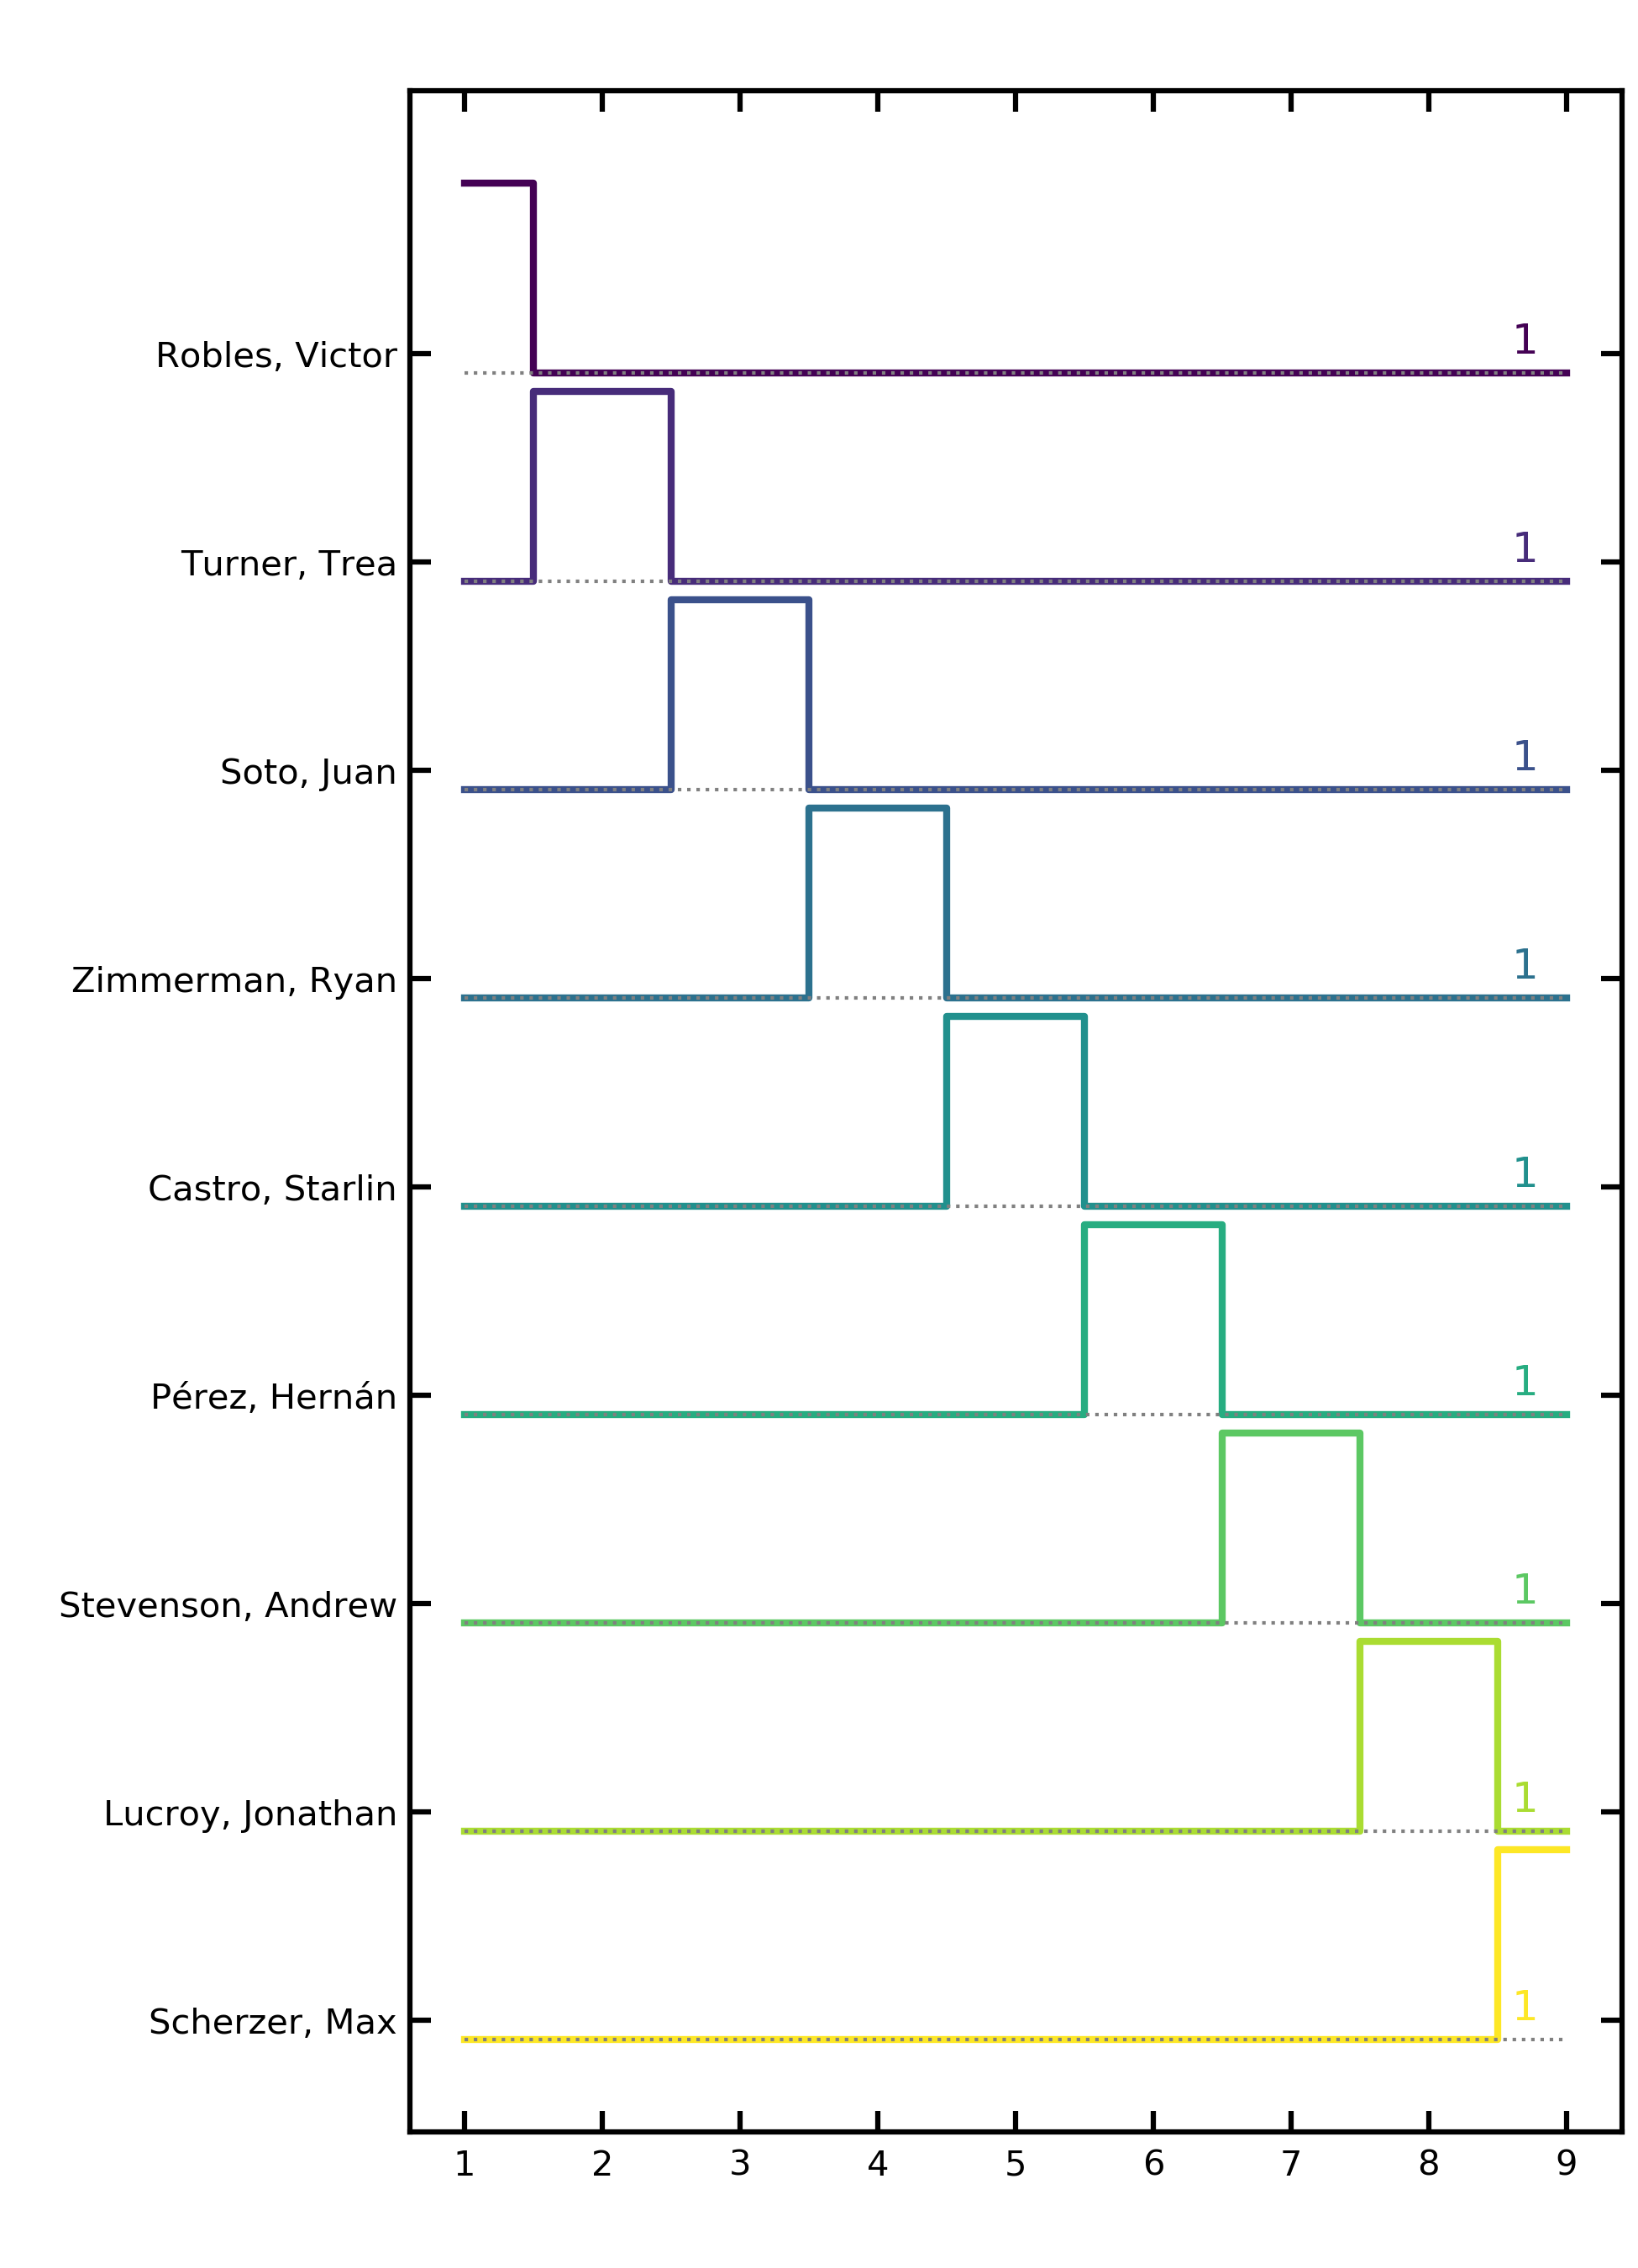 Robles, Victor 1
Turner, Trea 1
Soto, Juan 1
Zimmerman, Ryan 1
Castro, Starlin 1
Pérez, Hernán 1
Stevenson, Andrew 1
Lucroy, Jonathan 1
Scherzer, Max 1
1 2 3 4 5 6 7 8 9